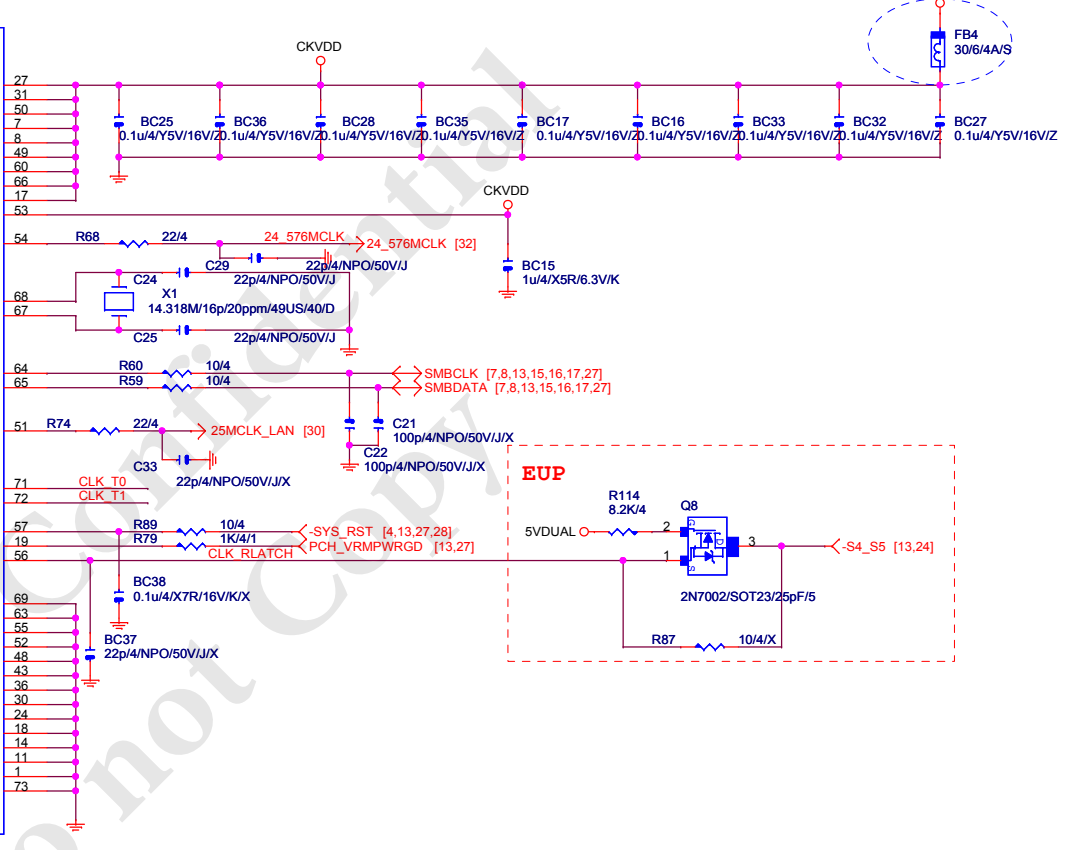 FB4
30/6/4A/S
CKVDD
27
31
50
7
8
49
60
66
17
53
BC25
0.1u/4/Y5V/16V/Z
BC36
0.1u/4/Y5V/16V/Z
BC28
0.1u/4/Y5V/16V/Z
BC35
0.1u/4/Y5V/16V/Z
BC17
0.1u/4/Y5V/16V/Z
BC16
0.1u/4/Y5V/16V/Z
BC33
0.1u/4/Y5V/16V/Z
BC32
0.1u/4/Y5V/16V/Z
BC27
0.1u/4/Y5V/16V/Z
CKVDD
BC15
1u/4/X5R/6.3V/K
54 R68 22/4 24_576MCLK 24_576MCLK [32]
C29 22p/4/NPO/50V/J
C24 22p/4/NPO/50V/J
X1
14.318M/16p/20ppm/49US/40/D
68
67
C25 22p/4/NPO/50V/J
64 R60 10/4 SMBCLK [7,8,13,15,16,17,27]
65 R59 10/4 SMBDATA [7,8,13,15,16,17,27]
C21
100p/4/NPO/50V/J/X
C22
100p/4/NPO/50V/J/X
51 R74 22/4 25MCLK_LAN [30]
C33
22p/4/NPO/50V/J/X
71 CLK_T0
72 CLK_T1
57 R89 10/4 -SYS_RST [4,13,27,28]
19 R79 1K/4/1 PCH_VRMPWRGD [13,27]
56 CLK_RLATCH
BC38
0.1u/4/X7R/16V/K/X
BC37
22p/4/NPO/50V/J/X
69
63
55
52
48
43
36
30
24
18
14
11
1
73
EUP
R114
8.2K/4
5VDUAL
Q8
2
G
D
S
1
3
-S4_S5 [13,24]
2N7002/SOT23/25pF/5
R87 10/4/X
Confidential
Do not Copy